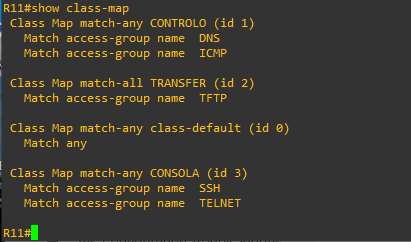 R11#show class-map
Class Map match-any CONTROLO (id 1)
Match access-group name DNS
Match access-group name ICMP
Class Map match-all TRANSFER (id 2)
Match access-group name TFTP
Class Map match-any class-default (id 0)
Match any
Class Map match-any CONSOLA (id 3)
Match access-group name SSH
Match access-group name TELNET
R11#